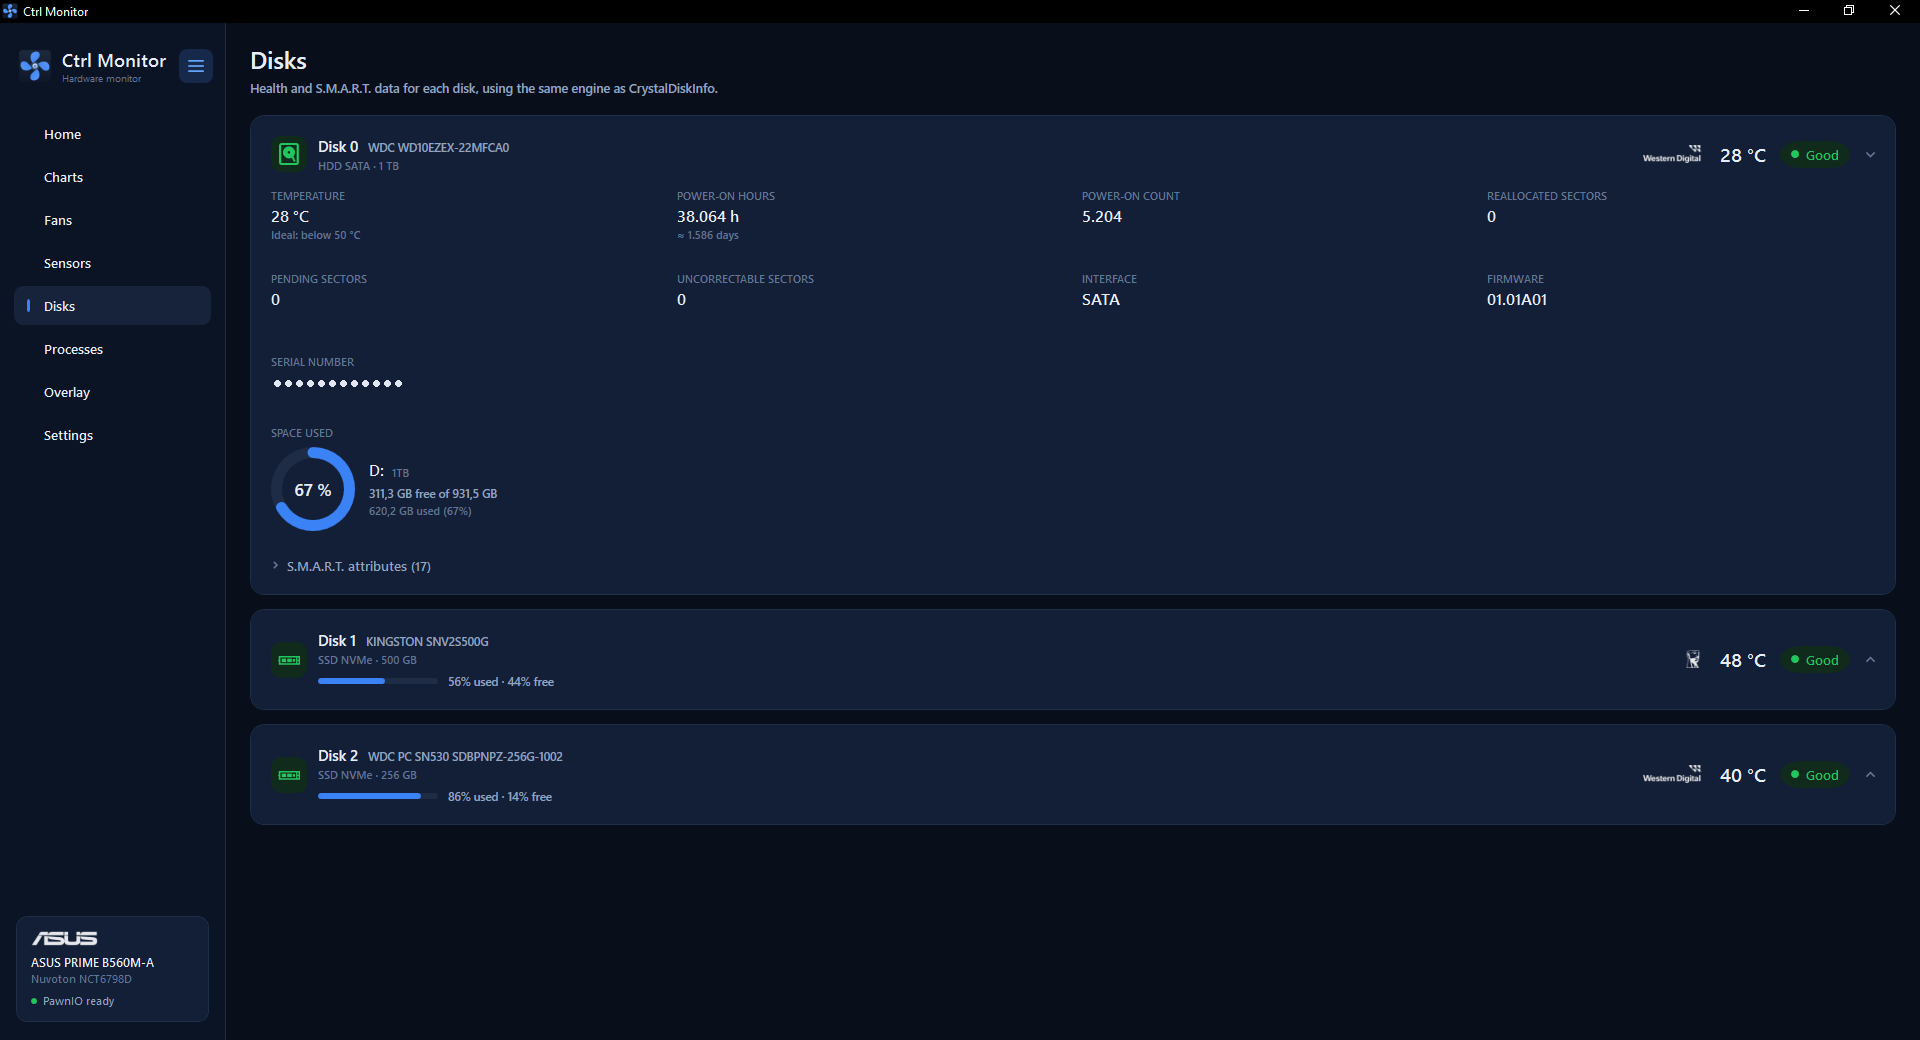 Ctrl Monitor
Ctrl Monitor
Hardware monitor
Home
Charts
Fans
Sensors
Disks
Processes
Overlay
Settings
ASUS
ASUS PRIME B560M-A
Nuvoton NCT6798D
PawnIO ready
Disks
Health and S.M.A.R.T. data for each disk, using the same engine as CrystalDiskInfo.
Disk 0 WDC WD10EZEX-22MFCA0
HDD SATA · 1 TB
Western Digital 28 °C Good
TEMPERATURE
28 °C
Ideal: below 50 °C
POWER-ON HOURS
38.064 h
≈ 1.586 days
POWER-ON COUNT
5.204
REALLOCATED SECTORS
0
PENDING SECTORS
0
UNCORRECTABLE SECTORS
0
INTERFACE
SATA
FIRMWARE
01.01A01
SERIAL NUMBER
●●●●●●●●●●●●
SPACE USED
67 %
D: 1TB
311,3 GB free of 931,5 GB
620,2 GB used (67%)
S.M.A.R.T. attributes (17)
Disk 1 KINGSTON SNV2S500G
SSD NVMe · 500 GB
56% used · 44% free
48 °C Good
Disk 2 WDC PC SN530 SDBPNPZ-256G-1002
SSD NVMe · 256 GB
86% used · 14% free
Western Digital 40 °C Good